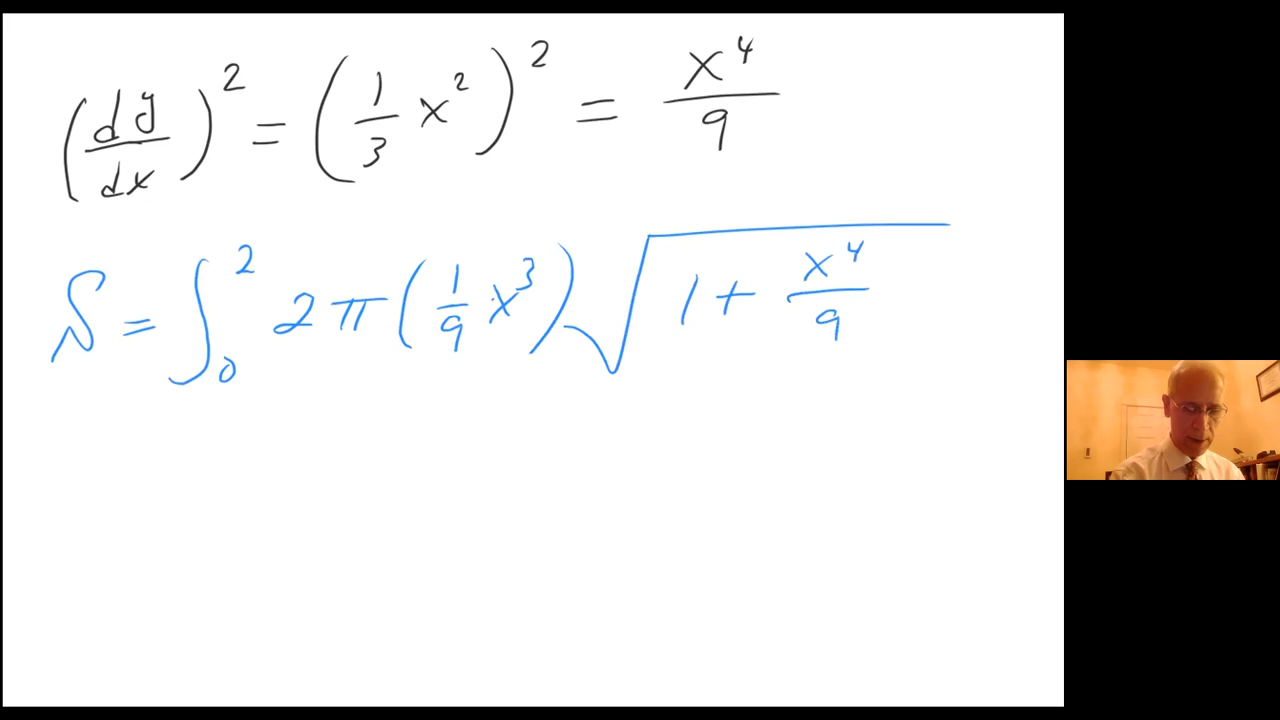 (dy/dx)² = (1/3 x²)² = x⁴/9
S = ∫₀² 2π(1/9 x³)√(1 + x⁴/9)